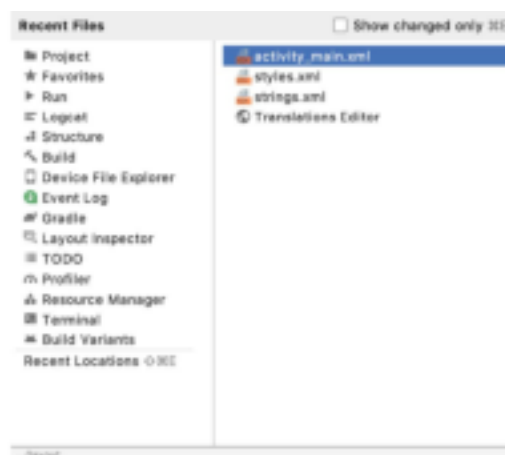 Recent Files
Show changed only ⌘E
Project
Favorites
Run
Logcat
Structure
Build
Device File Explorer
Event Log
Gradle
Layout Inspector
TODO
Profiler
Resource Manager
Terminal
Build Variants
Recent Locations ⇧⌘E
activity_main.xml
styles.xml
strings.xml
Translations Editor